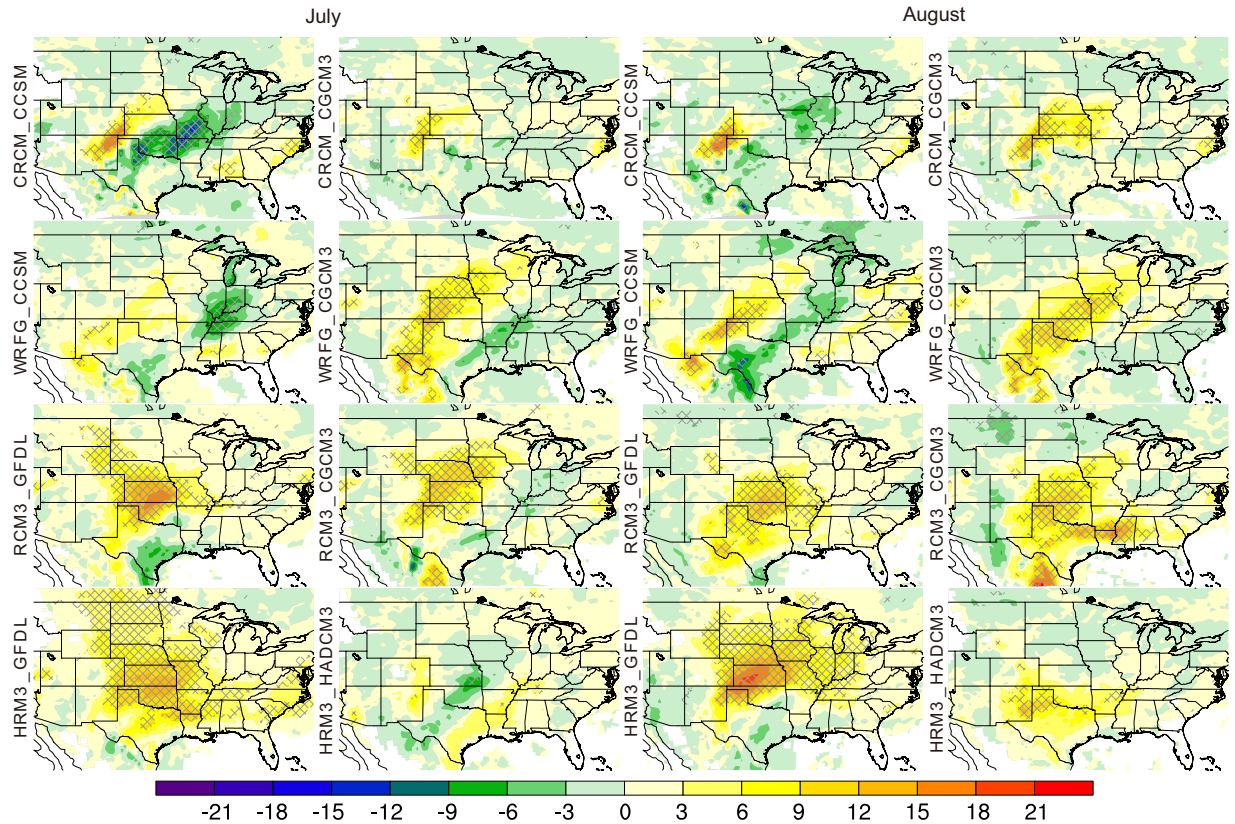 July August
CRCM_CCSM CRCM_CGCM3 CRCM_CCSM CRCM_CGCM3
WRFG_CCSM WRFG_CGCM3 WRFG_CCSM WRFG_CGCM3
RCM3_GFDL RCM3_CGCM3 RCM3_GFDL RCM3_CGCM3
HRM3_GFDL HRM3_HADCM3 HRM3_GFDL HRM3_HADCM3
-21 -18 -15 -12 -9 -6 -3 0 3 6 9 12 15 18 21